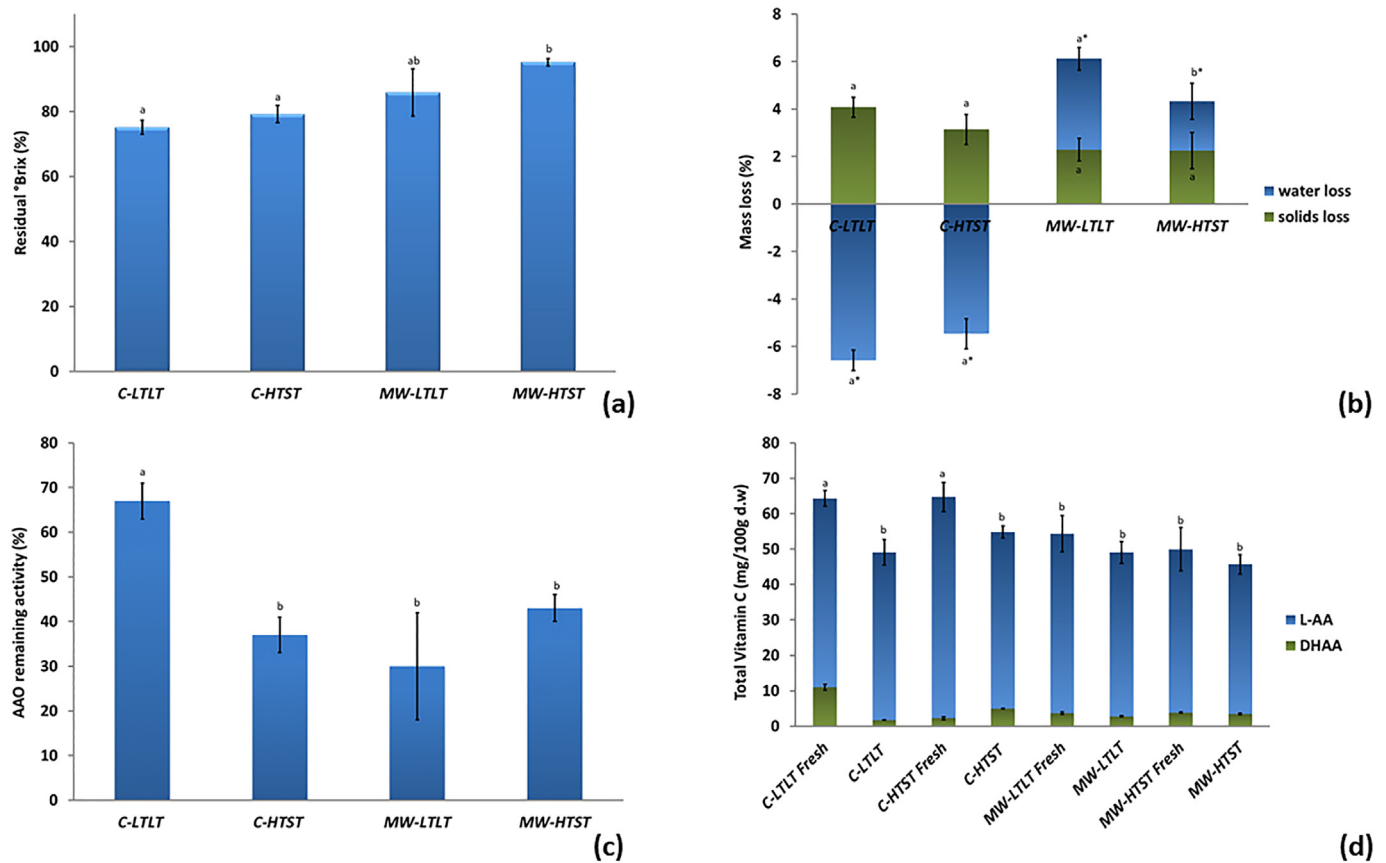 Residual °Brix (%)
100
80
60
40
20
0
a
a
ab
b
C-LTLT
C-HTST
MW-LTLT
MW-HTST
(a)
Mass loss (%)
8
6
4
2
0
-2
-4
-6
-8
a
a
a*
b*
a
a
C-LTLT
C-HTST
MW-LTLT
MW-HTST
a*
a*
water loss
solids loss
(b)
AAO remaining activity (%)
80
70
60
50
40
30
20
10
0
a
b
b
b
C-LTLT
C-HTST
MW-LTLT
MW-HTST
(c)
Total Vitamin C (mg/100g d.w)
80
70
60
50
40
30
20
10
0
a
b
a
b
b
b
b
b
C-LTLT Fresh
C-LTLT
C-HTST Fresh
C-HTST
MW-LTLT Fresh
MW-LTLT
MW-HTST Fresh
MW-HTST
L-AA
DHAA
(d)